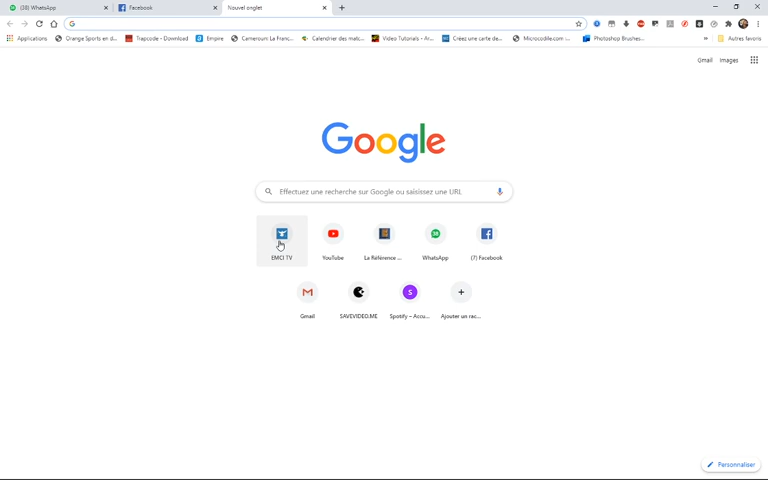 (38) WhatsApp
Facebook
Nouvel onglet
Applications
Orange Sports en d...
Trapcode - Download
Empire
Cameroun: La Franç...
Calendrier des matc...
Video Tutorials - Ar...
Créez une carte de...
Microcodile.com ...
Photoshop Brushes...
»
Autres favoris
Gmail
Images
Google
Effectuez une recherche sur Google ou saisissez une URL
EMCI TV
YouTube
La Référence ...
WhatsApp
(7) Facebook
Gmail
SAVEVIDEO.ME
Spotify – Accu...
Ajouter un rac...
Personnaliser